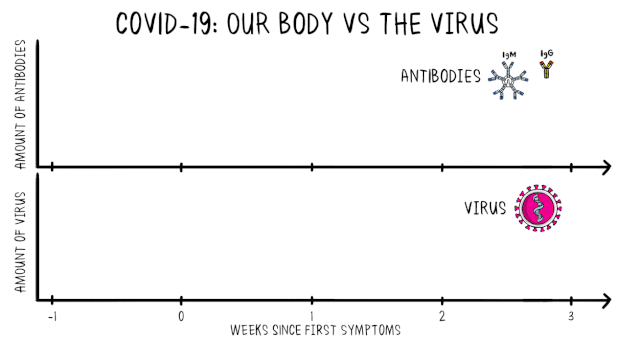 COVID-19: OUR BODY VS THE VIRUS
AMOUNT OF ANTIBODIES
ANTIBODIES
IgM
IgG
AMOUNT OF VIRUS
VIRUS
-1 0 1 2 3
WEEKS SINCE FIRST SYMPTOMS